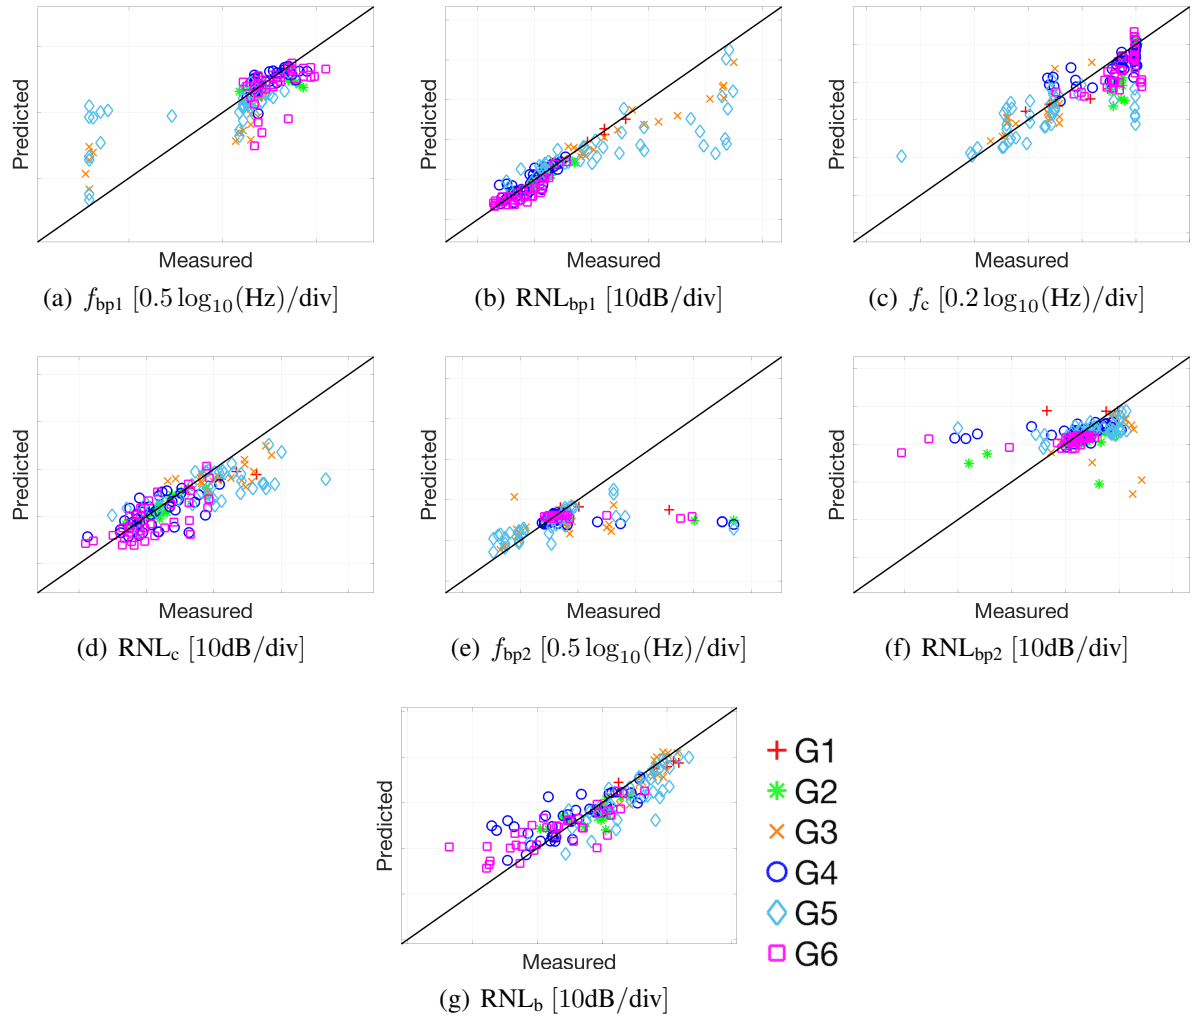 Predicted
Measured
(a) f_bp1 [0.5 log₁₀(Hz)/div]
Predicted
Measured
(b) RNL_bp1 [10dB/div]
Predicted
Measured
(c) f_c [0.2 log₁₀(Hz)/div]
Predicted
Measured
(d) RNL_c [10dB/div]
Predicted
Measured
(e) f_bp2 [0.5 log₁₀(Hz)/div]
Predicted
Measured
(f) RNL_bp2 [10dB/div]
Predicted
Measured
(g) RNL_b [10dB/div]
G1
G2
G3
G4
G5
G6